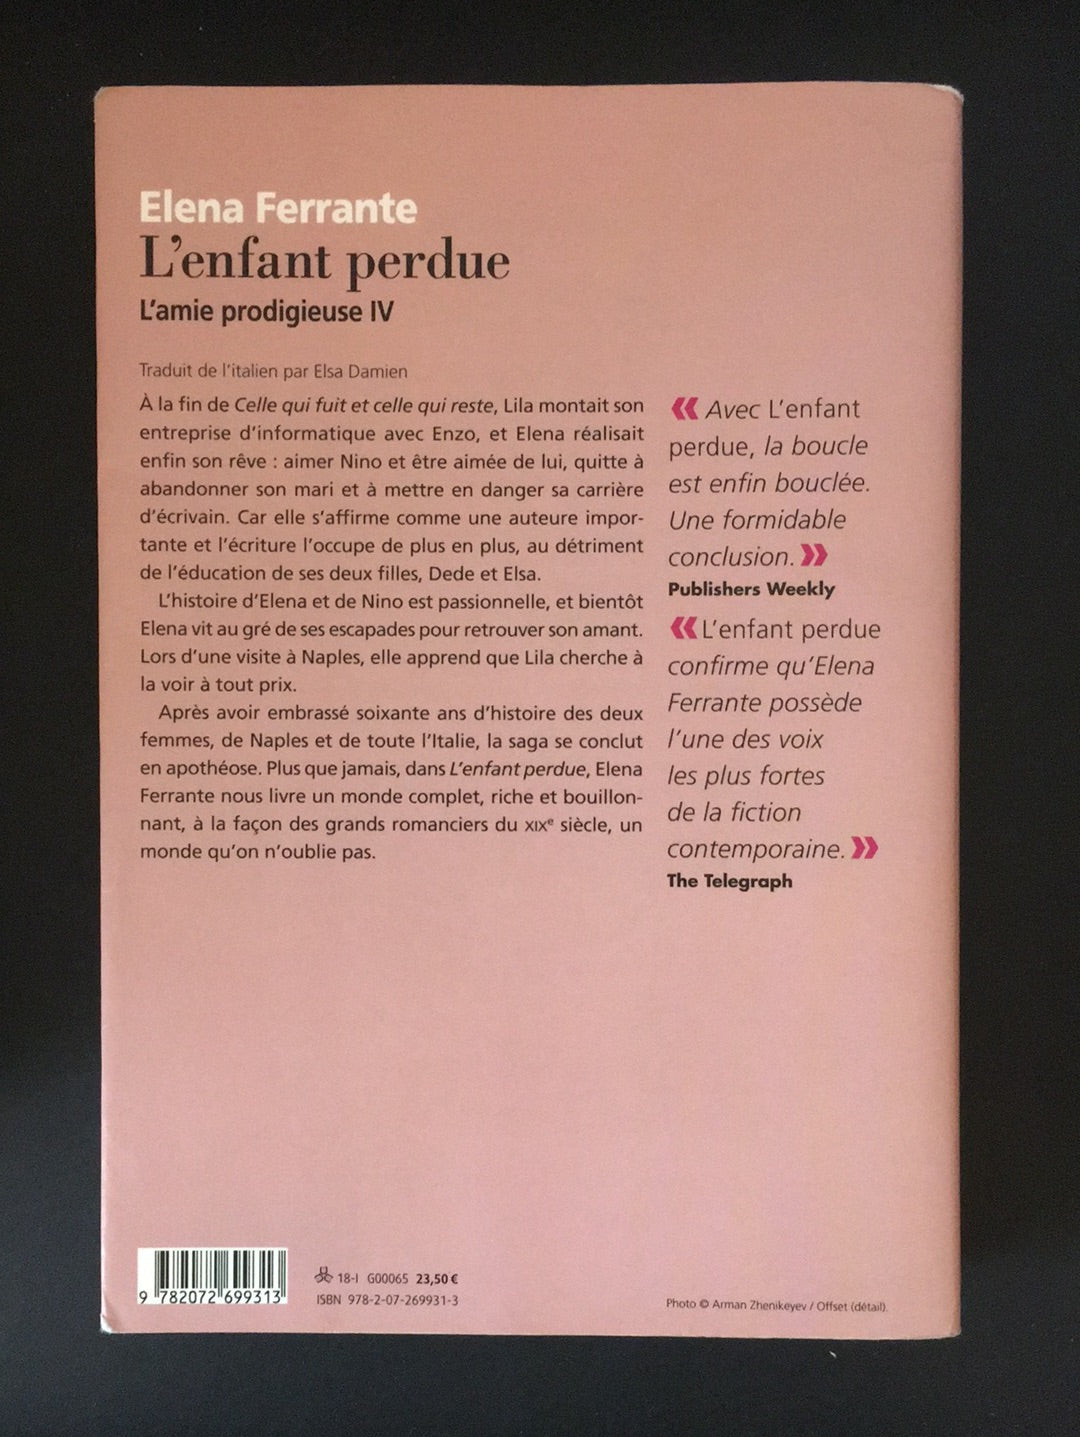 Elena Ferrante
L'enfant perdue
L'amie prodigieuse IV
Traduit de l'italien par Elsa Damien
À la fin de Celle qui fuit et celle qui reste, Lila montait son
entreprise d'informatique avec Enzo, et Elena réalisait
enfin son rêve : aimer Nino et être aimée de lui, quitte à
abandonner son mari et à mettre en danger sa carrière
d'écrivain. Car elle s'affirme comme une auteure impor-
tante et l'écriture l'occupe de plus en plus, au détriment
de l'éducation de ses deux filles, Dede et Elsa.
L'histoire d'Elena et de Nino est passionnelle, et bientôt
Elena vit au gré de ses escapades pour retrouver son amant.
Lors d'une visite à Naples, elle apprend que Lila cherche à
la voir à tout prix.
Après avoir embrassé soixante ans d'histoire des deux
femmes, de Naples et de toute l'Italie, la saga se conclut
en apothéose. Plus que jamais, dans L'enfant perdue, Elena
Ferrante nous livre un monde complet, riche et bouillon-
nant, à la façon des grands romanciers du XIXe siècle, un
monde qu'on n'oublie pas.
« Avec L'enfant
perdue, la boucle
est enfin bouclée.
Une formidable
conclusion. »
Publishers Weekly
« L'enfant perdue
confirme qu'Elena
Ferrante possède
l'une des voix
les plus fortes
de la fiction
contemporaine. »
The Telegraph
9 782072 699313
18-I G00065 23,50 €
ISBN 978-2-07-269931-3
Photo © Arman Zhenikeyev / Offset (détail).